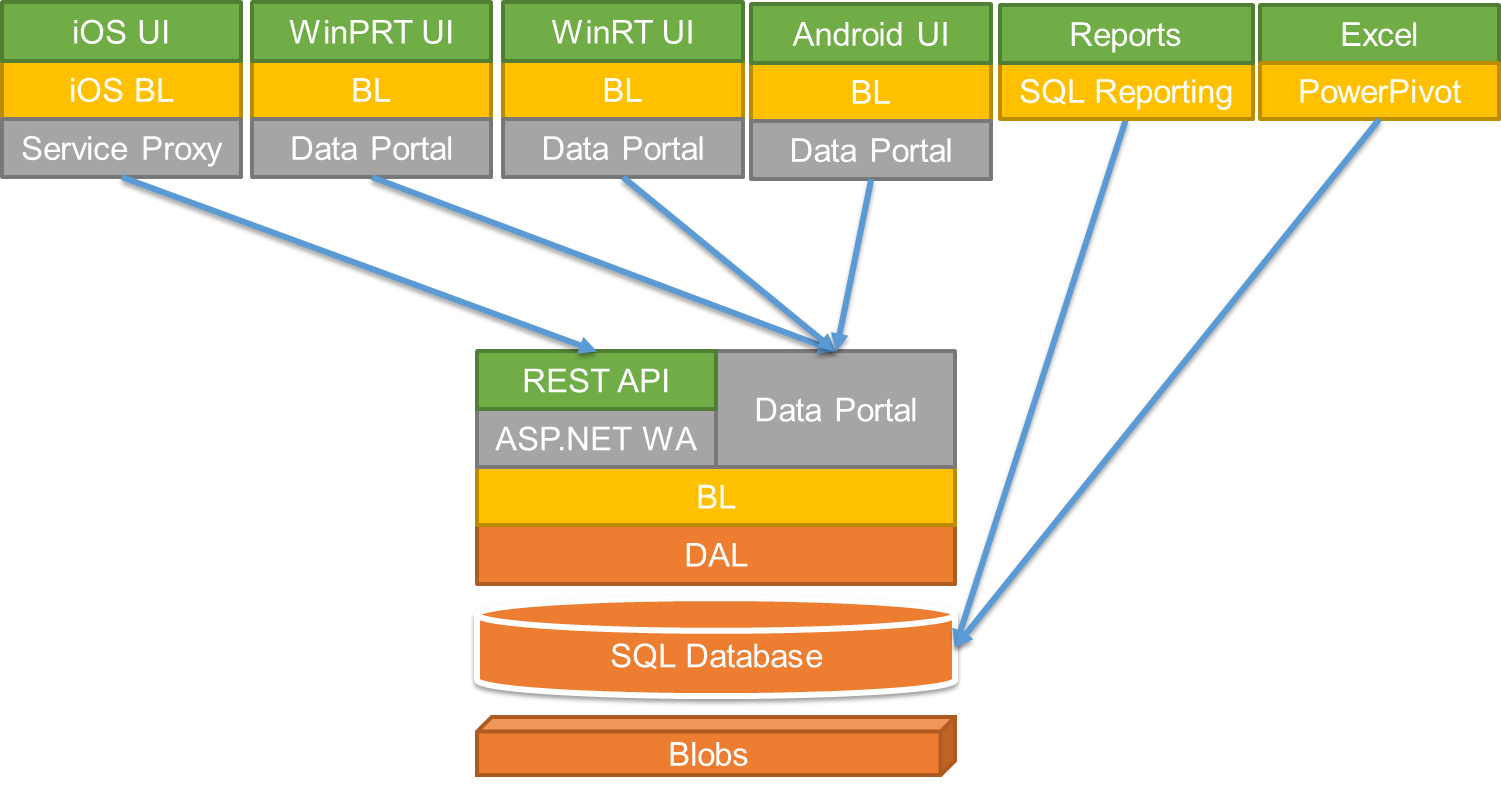 iOS UI
WinPRT UI
WinRT UI
Android UI
Reports
Excel
iOS BL
BL
BL
BL
SQL Reporting
PowerPivot
Service Proxy
Data Portal
Data Portal
Data Portal
REST API
Data Portal
ASP.NET WA
BL
DAL
SQL Database
Blobs